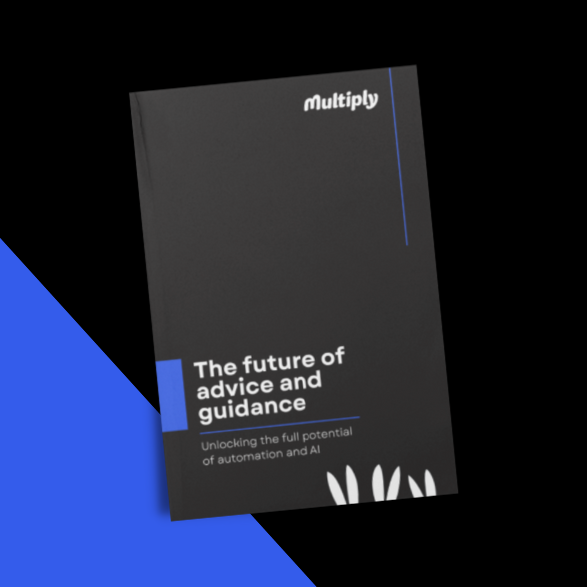 Multiply
The future of
advice and
guidance
Unlocking the full potential
of automation and AI